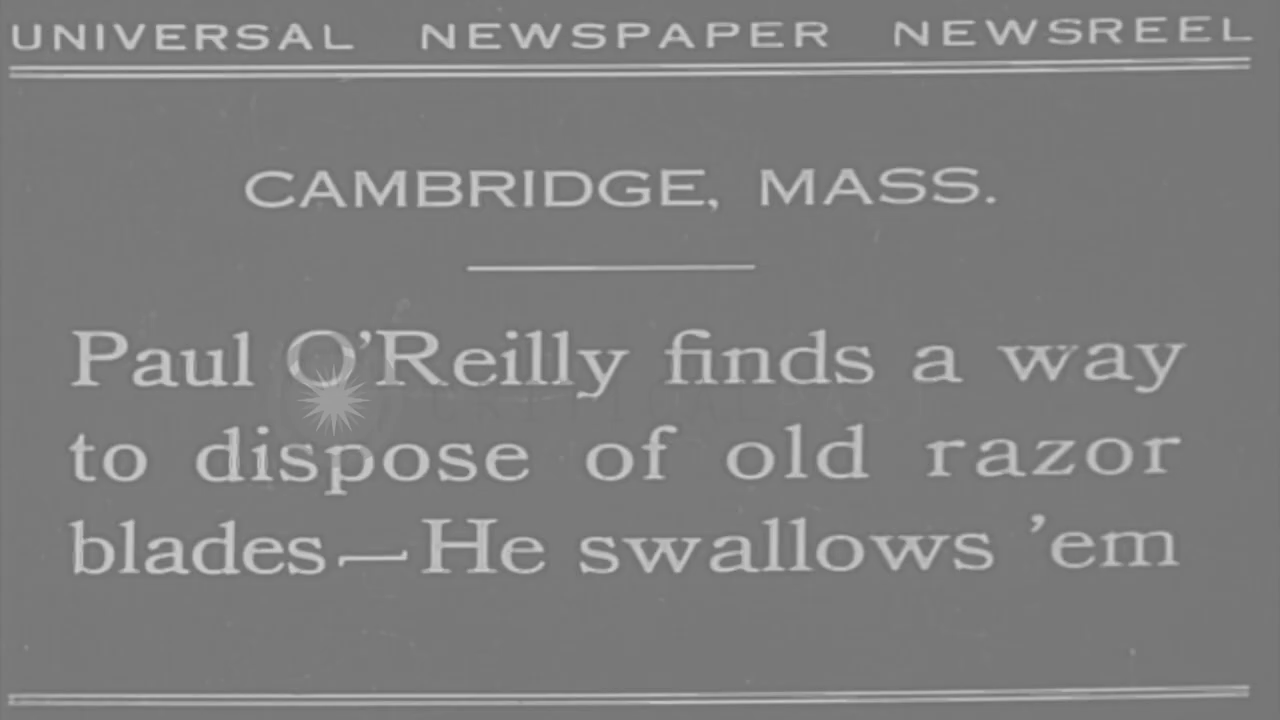 UNIVERSAL NEWSPAPER NEWSREEL
CAMBRIDGE, MASS.
Paul O’Reilly finds a way
to dispose of old razor
blades—He swallows ’em